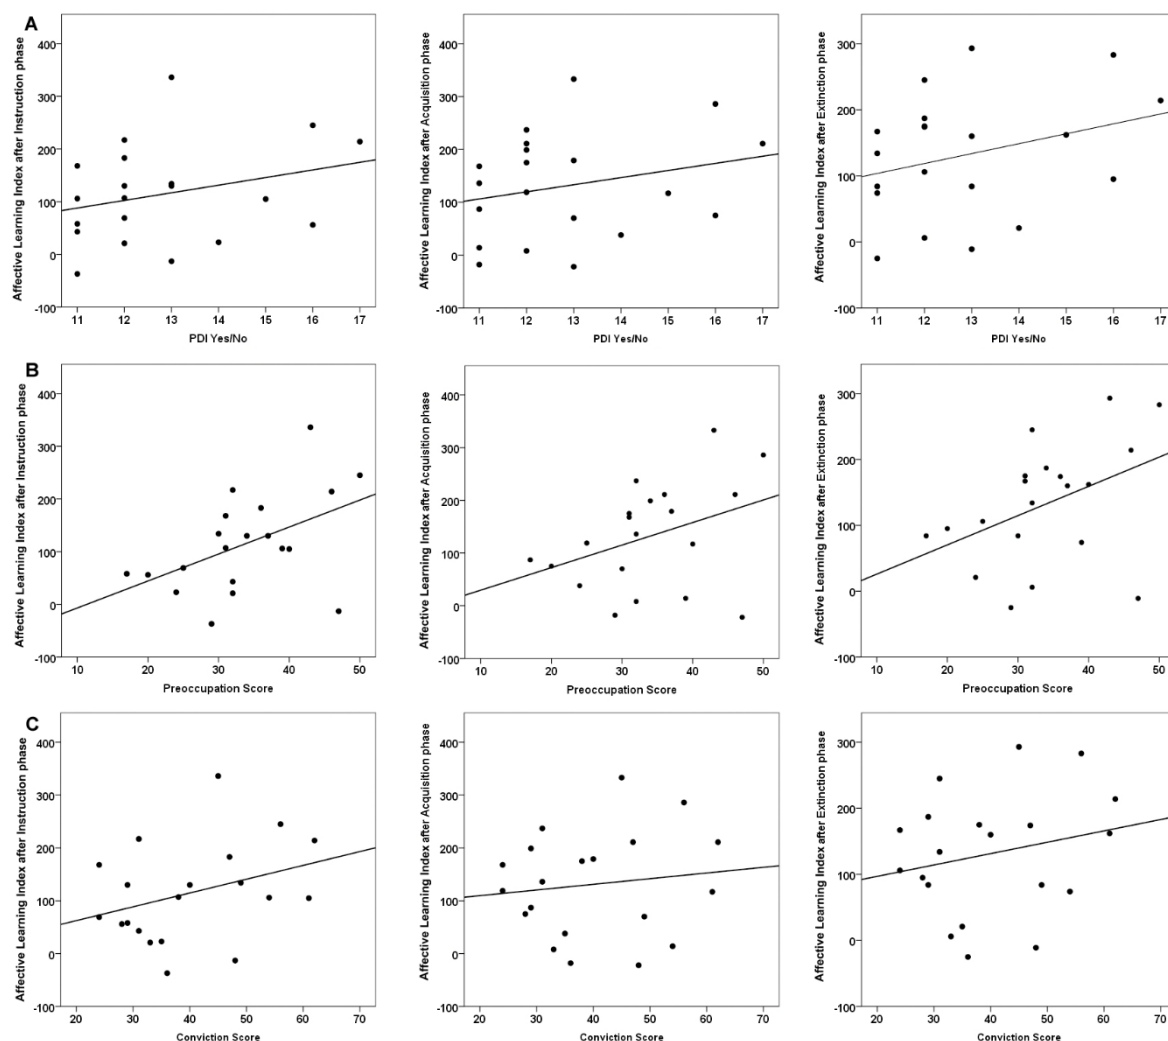 A
Affective Learning Index after Instruction phase
400
300
200
100
0
-100
11 12 13 14 15 16 17
PDI Yes/No
Affective Learning Index after Acquisition phase
400
300
200
100
0
-100
11 12 13 14 15 16 17
PDI Yes/No
Affective Learning Index after Extinction phase
300
200
100
0
-100
11 12 13 14 15 16 17
PDI Yes/No
B
Affective Learning Index after Instruction phase
400
300
200
100
0
-100
10 20 30 40 50
Preoccupation Score
Affective Learning Index after Acquisition phase
400
300
200
100
0
-100
10 20 30 40 50
Preoccupation Score
Affective Learning Index after Extinction phase
300
200
100
0
-100
10 20 30 40 50
Preoccupation Score
C
Affective Learning Index after Instruction phase
400
300
200
100
0
-100
20 30 40 50 60 70
Conviction Score
Affective Learning Index after Acquisition phase
400
300
200
100
0
-100
20 30 40 50 60 70
Conviction Score
Affective Learning Index after Extinction phase
300
200
100
0
-100
20 30 40 50 60 70
Conviction Score